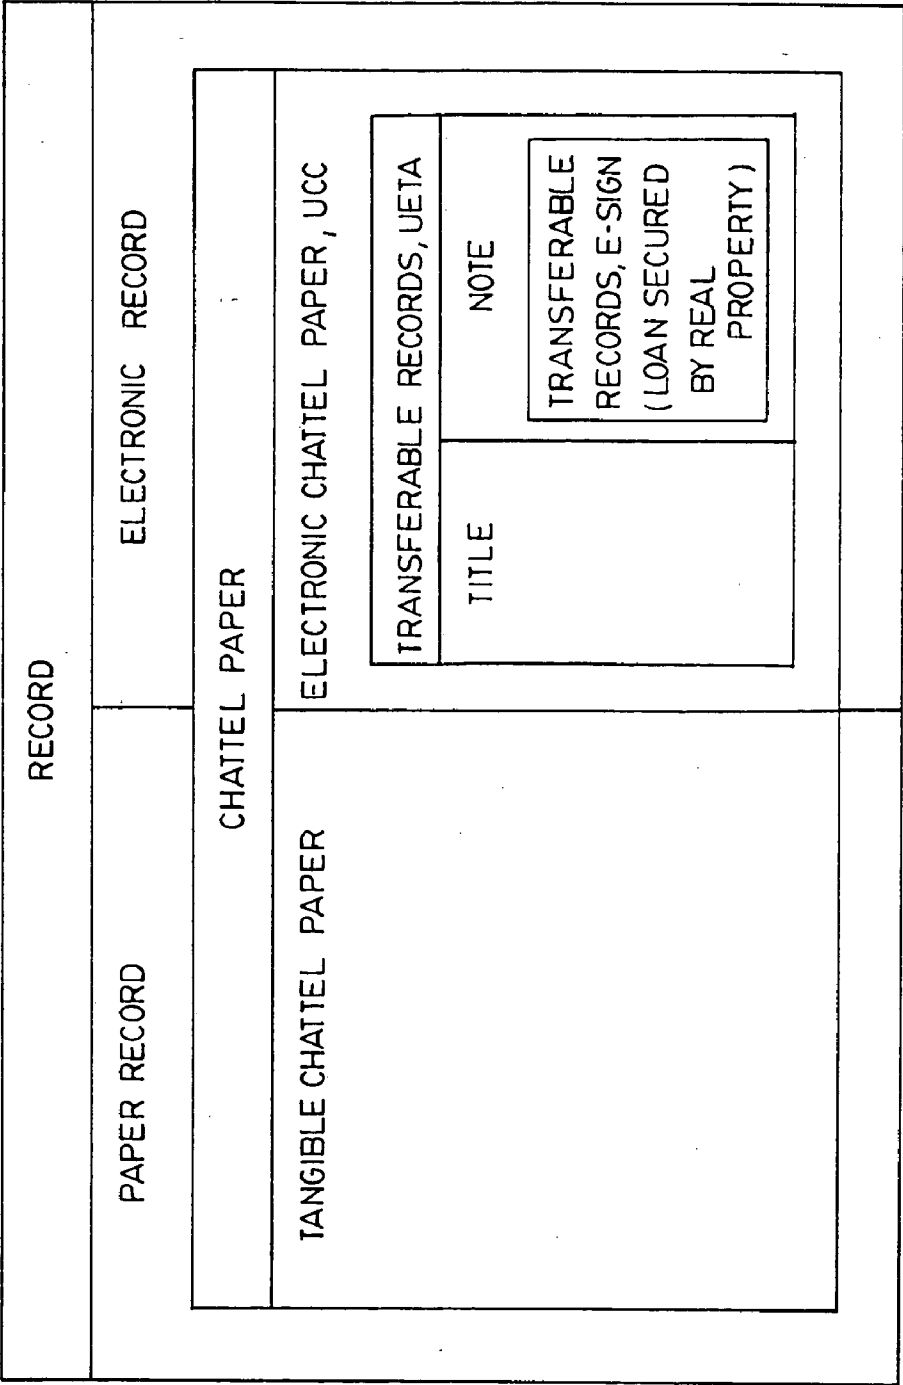 RECORD
PAPER RECORD
ELECTRONIC RECORD
CHATTEL PAPER
TANGIBLE CHATTEL PAPER
ELECTRONIC CHATTEL PAPER, UCC
TRANSFERABLE RECORDS, UETA
TITLE
NOTE
TRANSFERABLE
RECORDS, E-SIGN
(LOAN SECURED
BY REAL
PROPERTY)